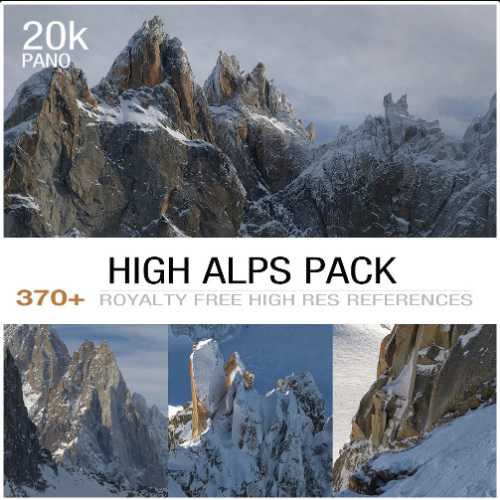 20k
PANO
HIGH ALPS PACK
370+ ROYALTY FREE HIGH RES REFERENCES